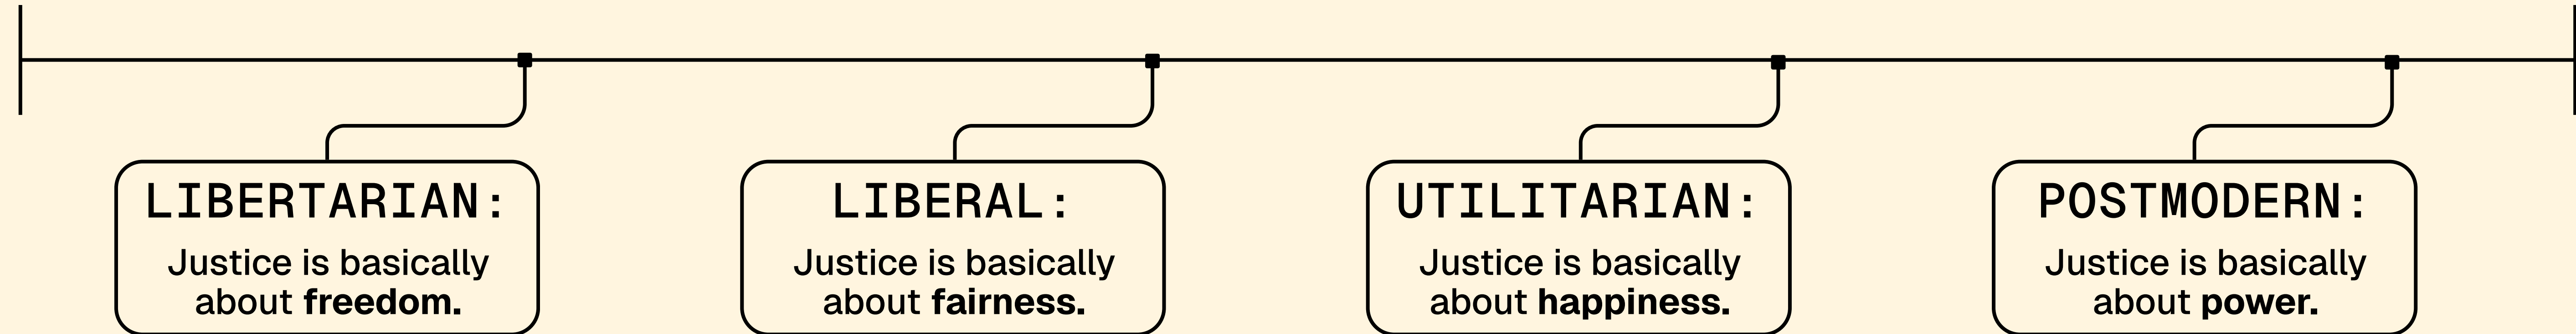 LIBERTARIAN:
Justice is basically
about freedom.
LIBERAL:
Justice is basically
about fairness.
UTILITARIAN:
Justice is basically
about happiness.
POSTMODERN:
Justice is basically
about power.